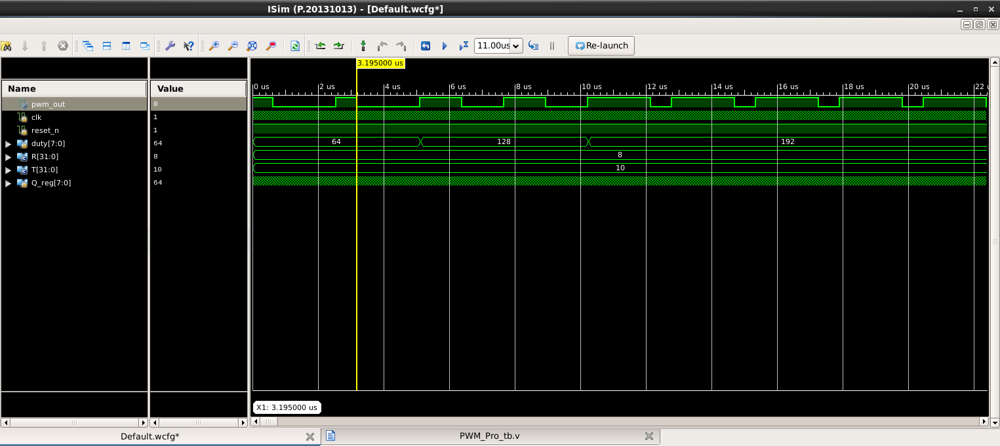 ISim (P.20131013) - [Default.wcfg*]
11.00us
Re-launch
3.195000 us
Name
Value
0 us
2 us
4 us
6 us
8 us
10 us
12 us
14 us
16 us
18 us
20 us
22
pwm_out
0
clk
1
reset_n
1
duty[7:0]
64
64
128
192
R[31:0]
8
8
T[31:0]
10
10
Q_reg[7:0]
64
X1: 3.195000 us
Default.wcfg*
PWM_Pro_tb.v